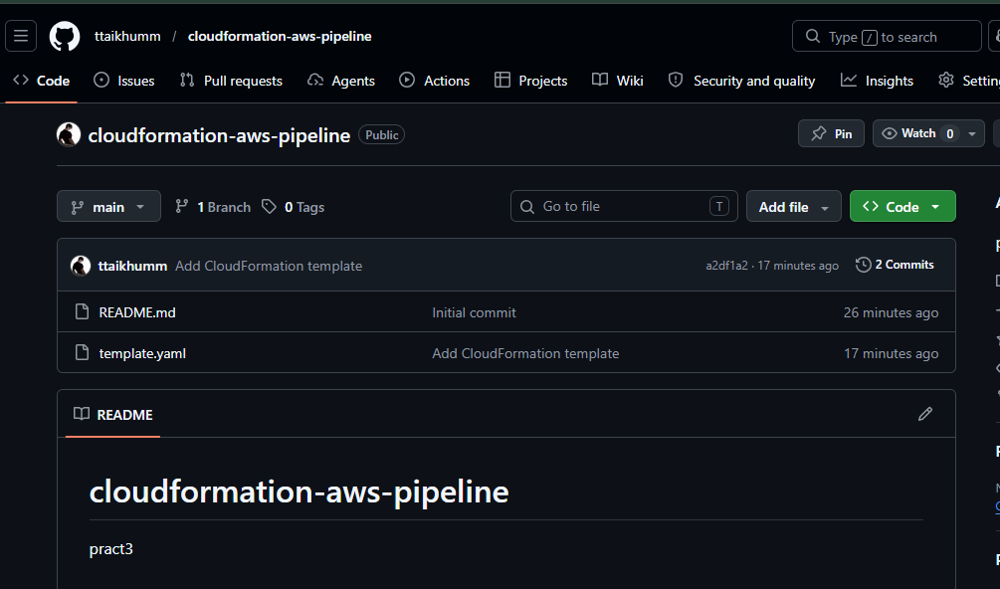 ttaikhumm / cloudformation-aws-pipeline
Type / to search
Code Issues Pull requests Agents Actions Projects Wiki Security and quality Insights
cloudformation-aws-pipeline Public
Pin Watch 0
main 1 Branch 0 Tags
Go to file T
Add file Code
ttaikhumm Add CloudFormation template a2df1a2 · 17 minutes ago 2 Commits
README.md Initial commit 26 minutes ago
template.yaml Add CloudFormation template 17 minutes ago
README
cloudformation-aws-pipeline
pract3